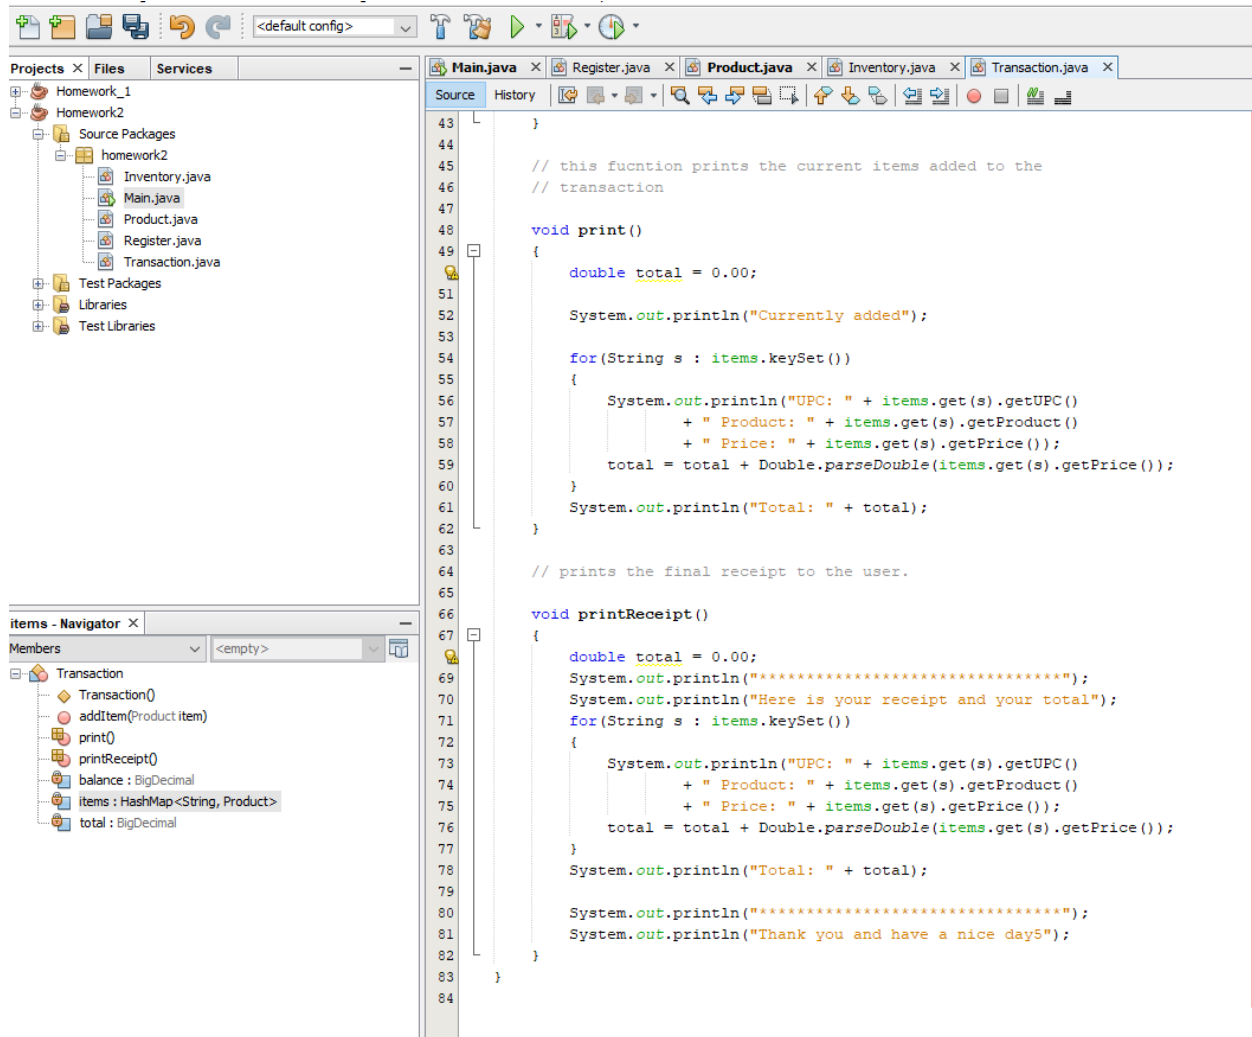 <default config>
Projects
Files
Services
Homework_1
Homework2
Source Packages
homework2
Inventory.java
Main.java
Product.java
Register.java
Transaction.java
Test Packages
Libraries
Test Libraries
items - Navigator
Members
<empty>
Transaction
Transaction()
addItem(Product item)
print()
printReceipt()
balance : BigDecimal
items : HashMap<String, Product>
total : BigDecimal
Main.java Register.java Product.java Inventory.java Transaction.java
Source History
43 }
44
45 // this fucntion prints the current items added to the
46 // transaction
47
48 void print()
49 {
double total = 0.00;
51
52 System.out.println("Currently added");
53
54 for(String s : items.keySet())
55 {
56 System.out.println("UPC: " + items.get(s).getUPC()
57 + " Product: " + items.get(s).getProduct()
58 + " Price: " + items.get(s).getPrice());
59 total = total + Double.parseDouble(items.get(s).getPrice());
60 }
61 System.out.println("Total: " + total);
62 }
63
64 // prints the final receipt to the user.
65
66 void printReceipt()
67 {
double total = 0.00;
69 System.out.println("********************************");
70 System.out.println("Here is your receipt and your total");
71 for(String s : items.keySet())
72 {
73 System.out.println("UPC: " + items.get(s).getUPC()
74 + " Product: " + items.get(s).getProduct()
75 + " Price: " + items.get(s).getPrice());
76 total = total + Double.parseDouble(items.get(s).getPrice());
77 }
78 System.out.println("Total: " + total);
79
80 System.out.println("********************************");
81 System.out.println("Thank you and have a nice day5");
82 }
83 }
84